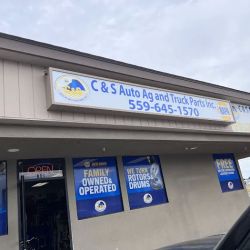 C & S Auto Ag and Truck Parts Inc.
559-645-1570
OPEN
FAMILY
OWNED &
OPERATED
WE TURN
ROTORS &
DRUMS
FREE